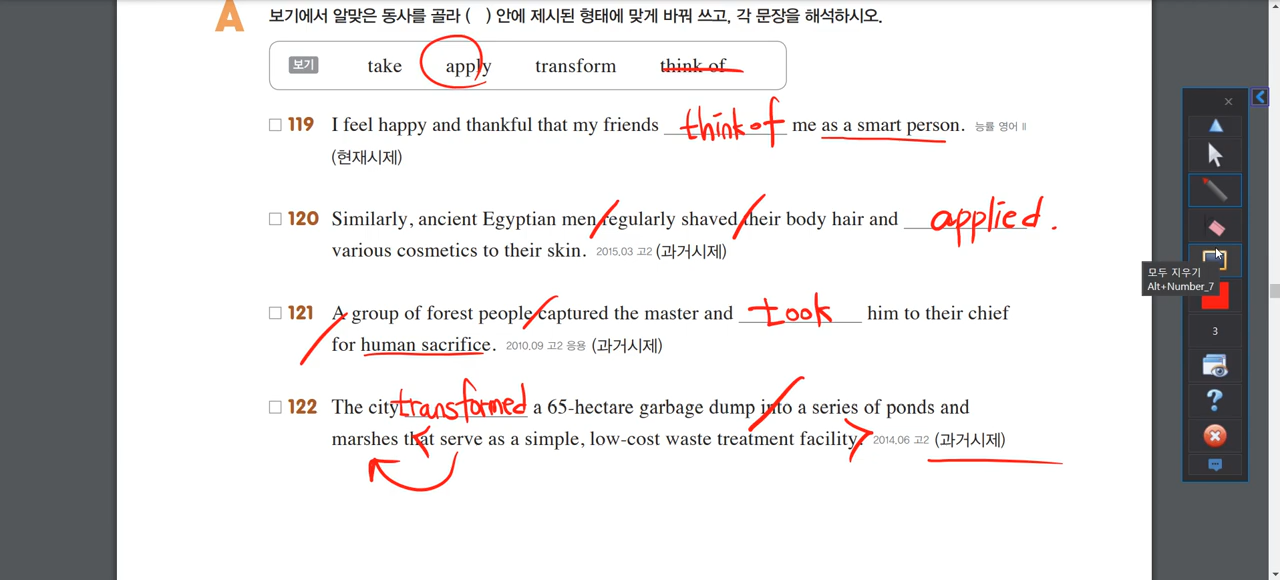 A 보기에서 알맞은 동사를 골라 ( ) 안에 제시된 형태에 맞게 바꿔 쓰고, 각 문장을 해석하시오.
보기 take apply transform think of
119 I feel happy and thankful that my friends think of me as a smart person. 능률 영어 Ⅱ
(현재시제)
120 Similarly, ancient Egyptian men regularly shaved their body hair and applied.
various cosmetics to their skin. 2015.03 고2 (과거시제)
모두 지우기
Alt+Number_7
121 A group of forest people captured the master and took him to their chief
for human sacrifice. 2010.09 고2 응용 (과거시제)
3
122 The city transformed a 65-hectare garbage dump into a series of ponds and
marshes that serve as a simple, low-cost waste treatment facility. 2014.06 고2 (과거시제)